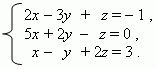 2x - 3y + z = -1 ,
5x + 2y - z = 0 ,
x - y + 2z = 3 .